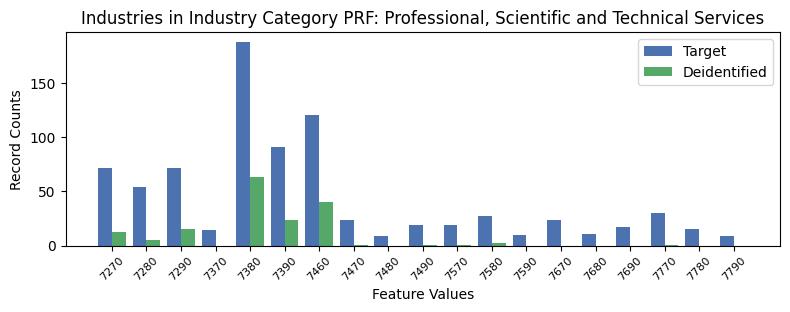 Industries in Industry Category PRF: Professional, Scientific and Technical Services
Target
Deidentified
Record Counts
150
100
50
0
7270 7280 7290 7370 7380 7390 7460 7470 7480 7490 7570 7580 7590 7670 7680 7690 7770 7780 7790
Feature Values